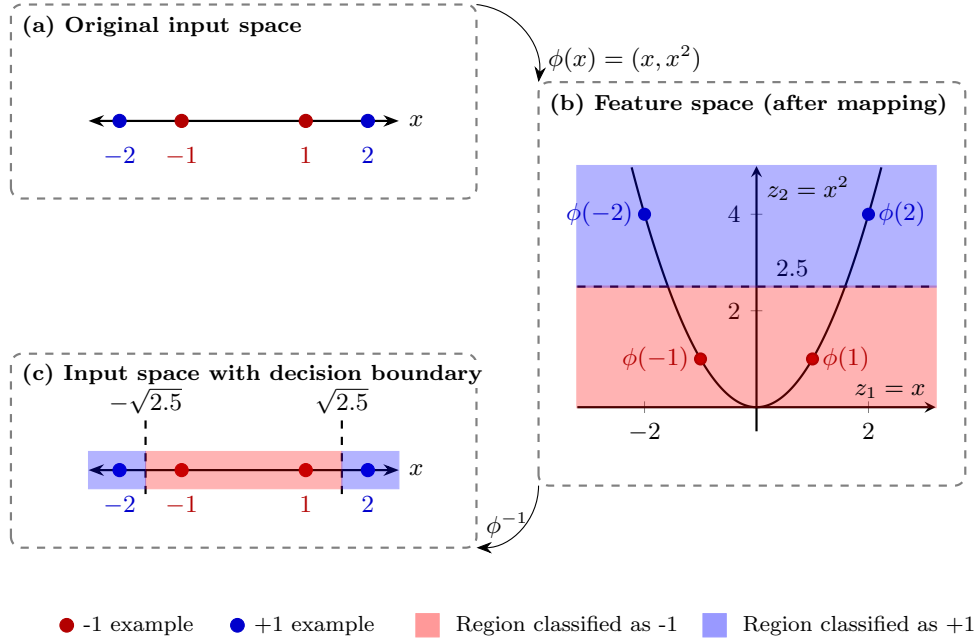 (a) Original input space
x
−2 −1 1 2
ϕ(x) = (x, x²)
(b) Feature space (after mapping)
z₂ = x²
ϕ(−2) 4 ϕ(2)
2.5
2
ϕ(−1) ϕ(1)
z₁ = x
−2 2
(c) Input space with decision boundary
−√2.5 √2.5
x
−2 −1 1 2
ϕ⁻¹
-1 example +1 example Region classified as -1 Region classified as +1